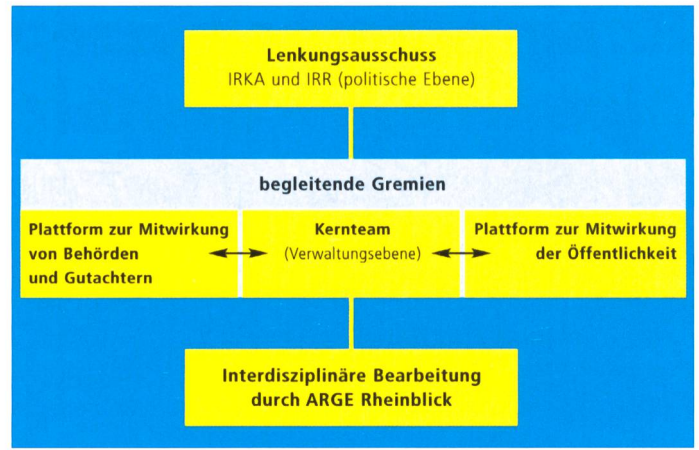 Lenkungsausschuss
IRKA und IRR (politische Ebene)
begleitende Gremien
Plattform zur Mitwirkung
von Behörden
und Gutachtern
Kernteam
(Verwaltungsebene)
Plattform zur Mitwirkung
der Öffentlichkeit
Interdisziplinäre Bearbeitung
durch ARGE Rheinblick